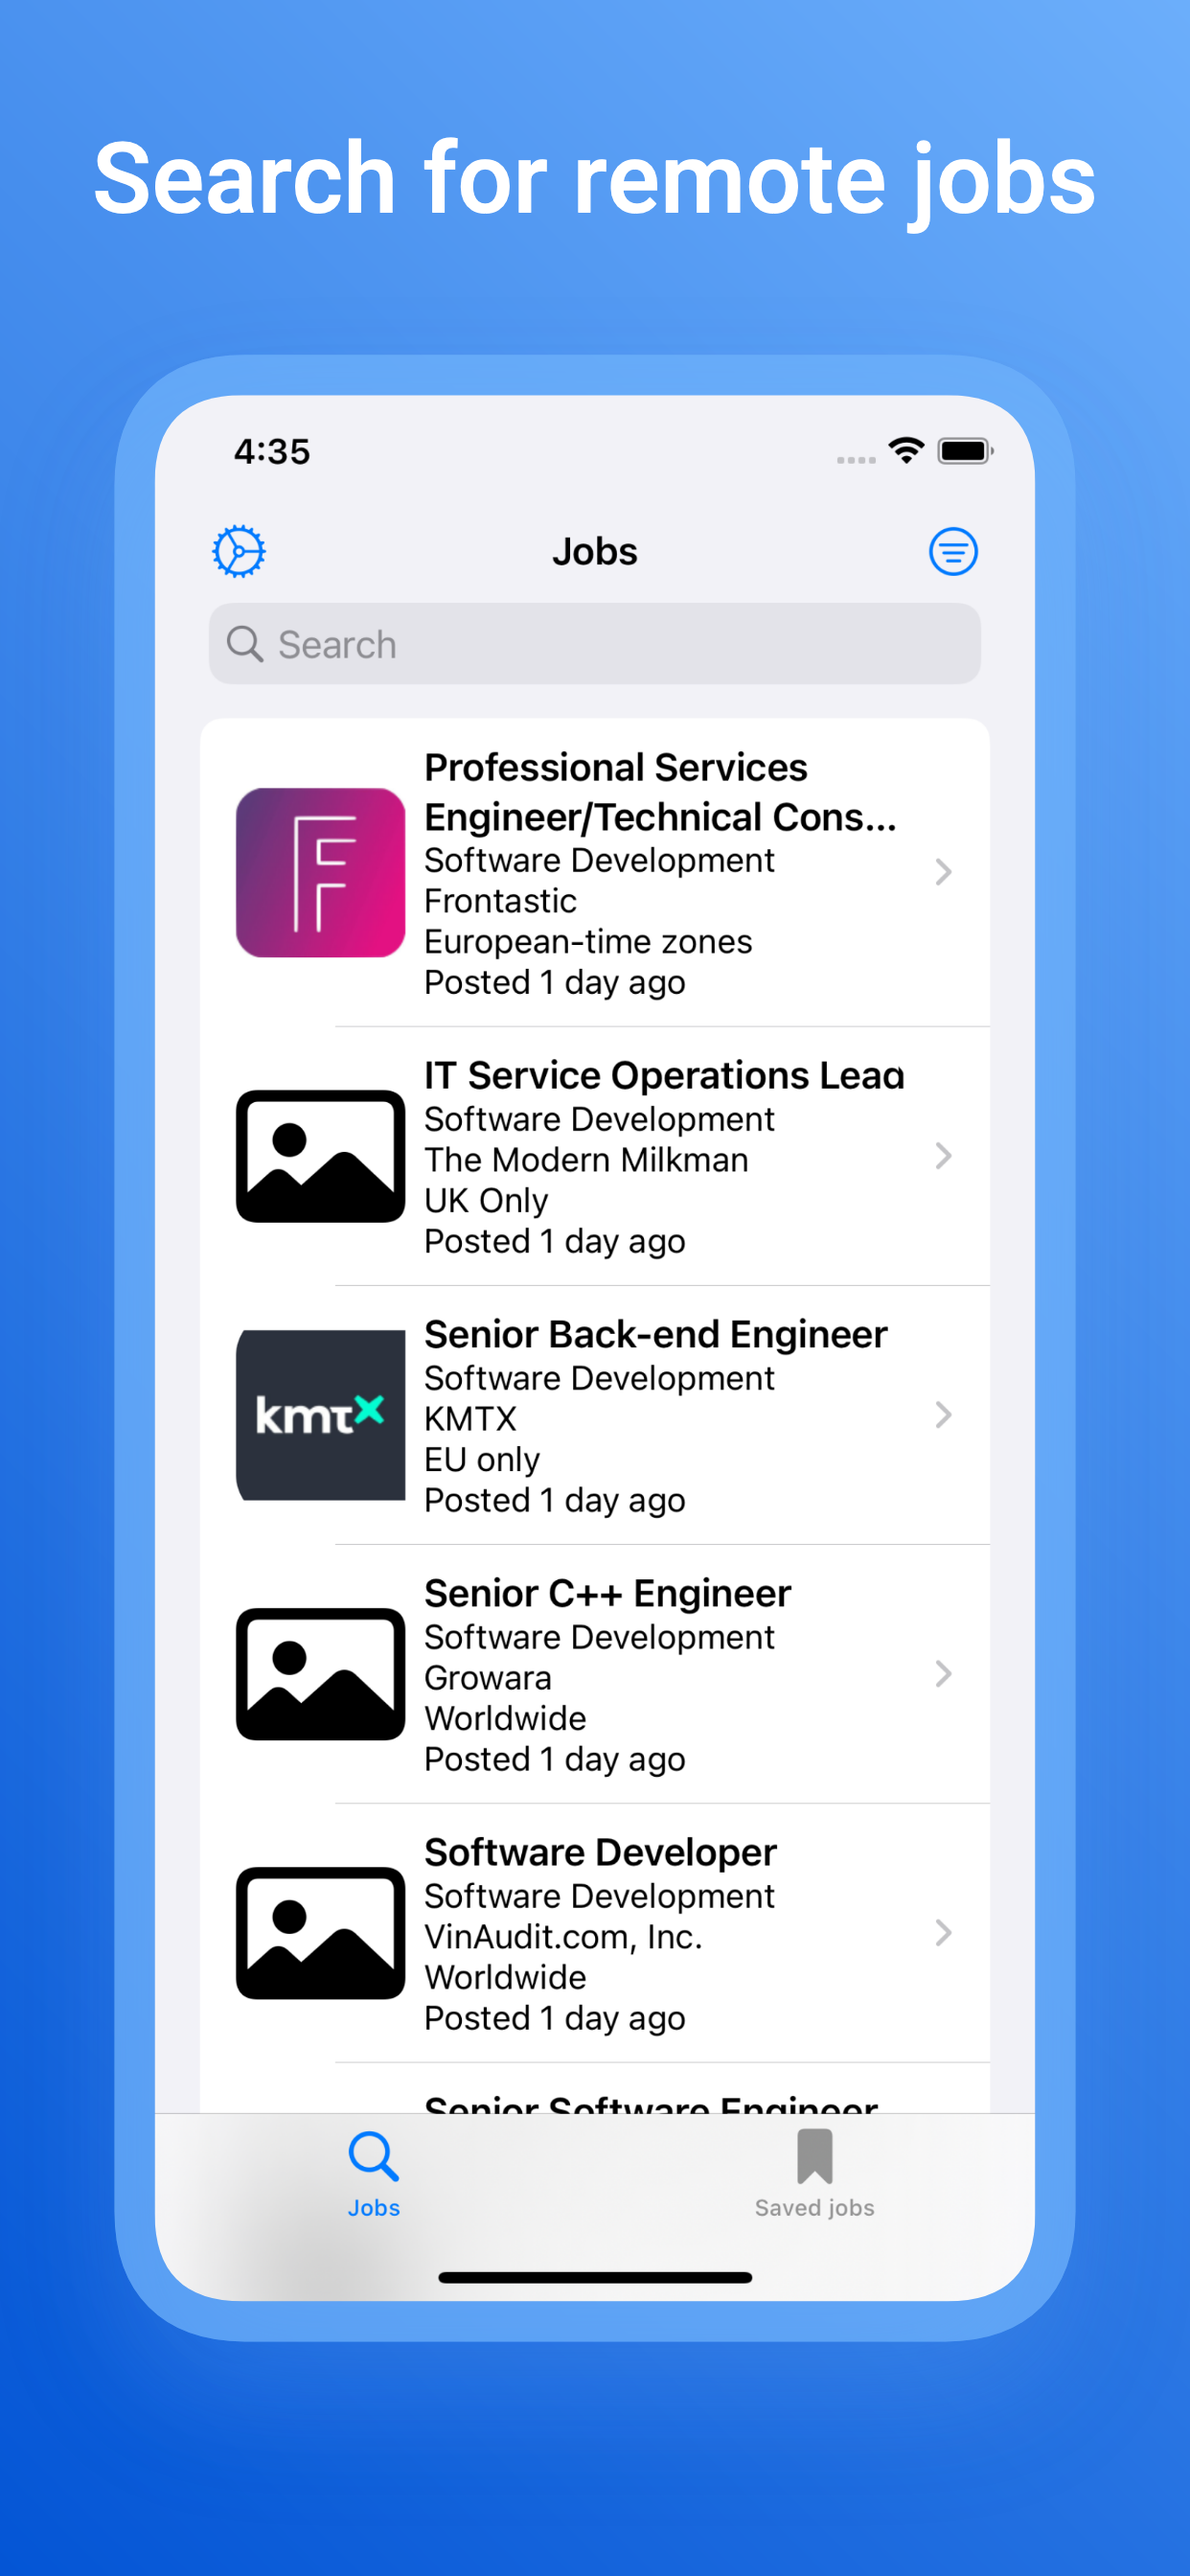 Search for remote jobs
4:35
Jobs
Search
Professional Services
Engineer/Technical Cons...
Software Development
Frontastic
European-time zones
Posted 1 day ago
IT Service Operations Lead
Software Development
The Modern Milkman
UK Only
Posted 1 day ago
kmtx
Senior Back-end Engineer
Software Development
KMTX
EU only
Posted 1 day ago
Senior C++ Engineer
Software Development
Growara
Worldwide
Posted 1 day ago
Software Developer
Software Development
VinAudit.com, Inc.
Worldwide
Posted 1 day ago
Senior Software Engineer
Jobs
Saved jobs